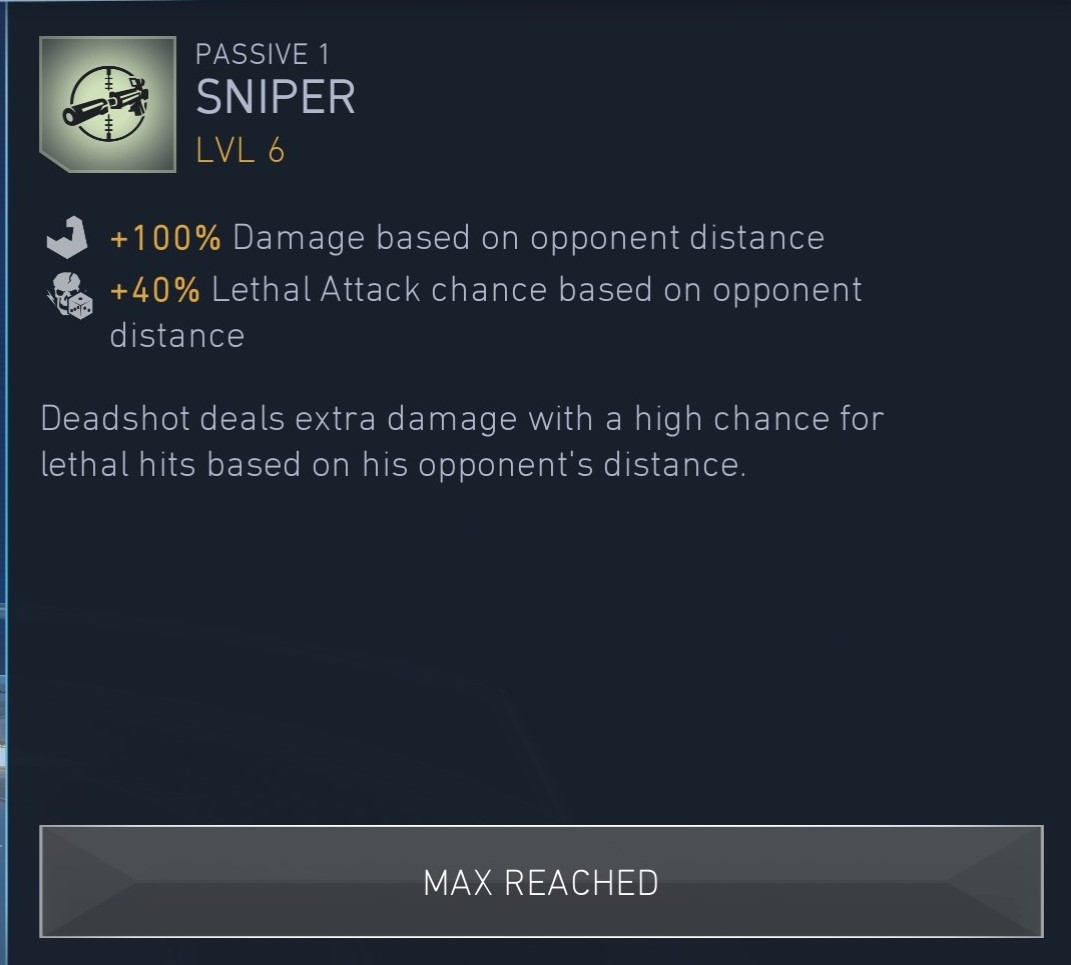 PASSIVE 1
SNIPER
LVL 6
+100% Damage based on opponent distance
+40% Lethal Attack chance based on opponent
distance
Deadshot deals extra damage with a high chance for
lethal hits based on his opponent's distance.
MAX REACHED